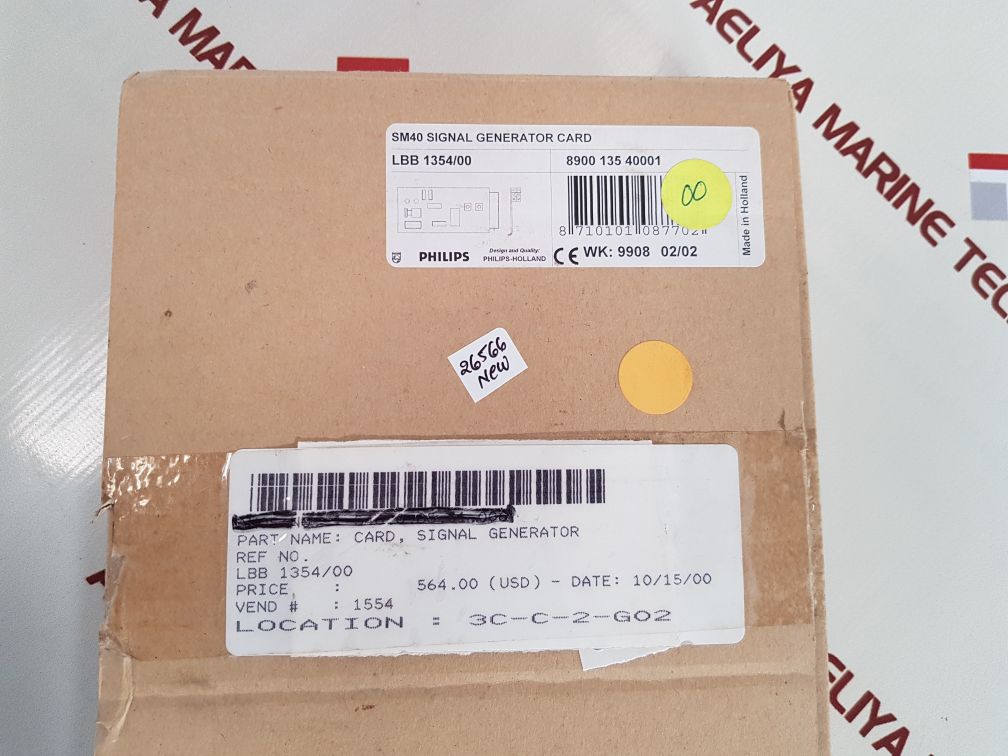 AELIYA MARINE TEC
SM40 SIGNAL GENERATOR CARD
LBB 1354/00
8900 135 40001
00
8 710101 087702
Made in Holland
PHILIPS
Design and Quality:
PHILIPS-HOLLAND
CE WK: 9908 02/02
26566
New
PART NAME: CARD, SIGNAL GENERATOR
REF NO.
LBB 1354/00
PRICE : 564.00 (USD) - DATE: 10/15/00
VEND # : 1554
LOCATION : 3C-C-2-G02
AELIYA